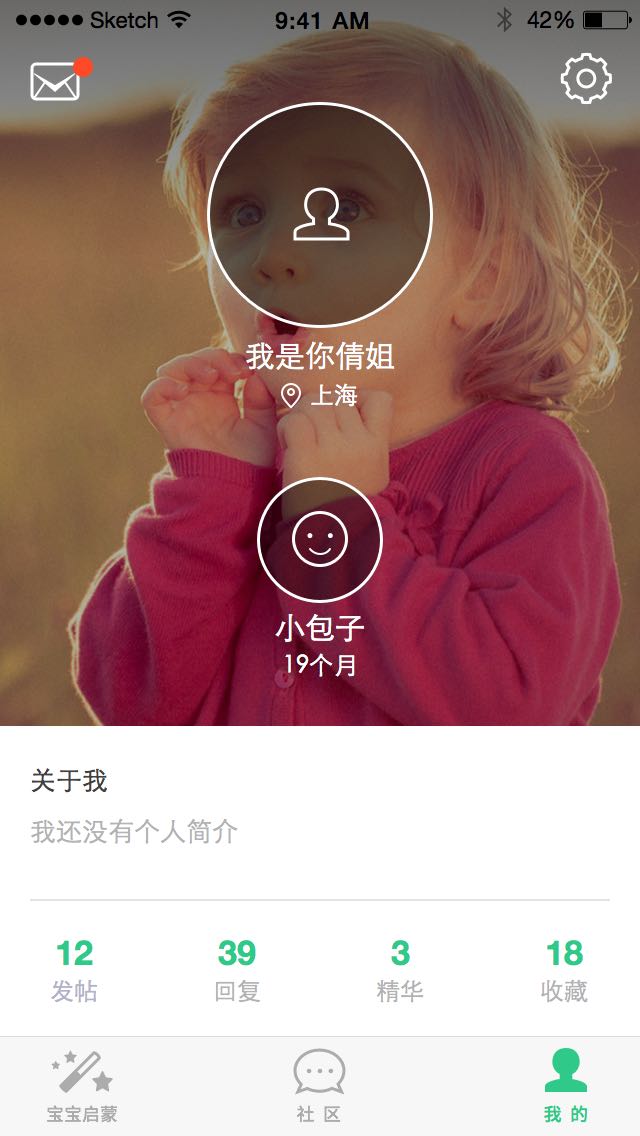 Sketch 9:41 AM 42%
我是你倩姐
上海
小包子
19个月
关于我
我还没有个人简介
12 39 3 18
发帖 回复 精华 收藏
宝宝启蒙 社区 我的